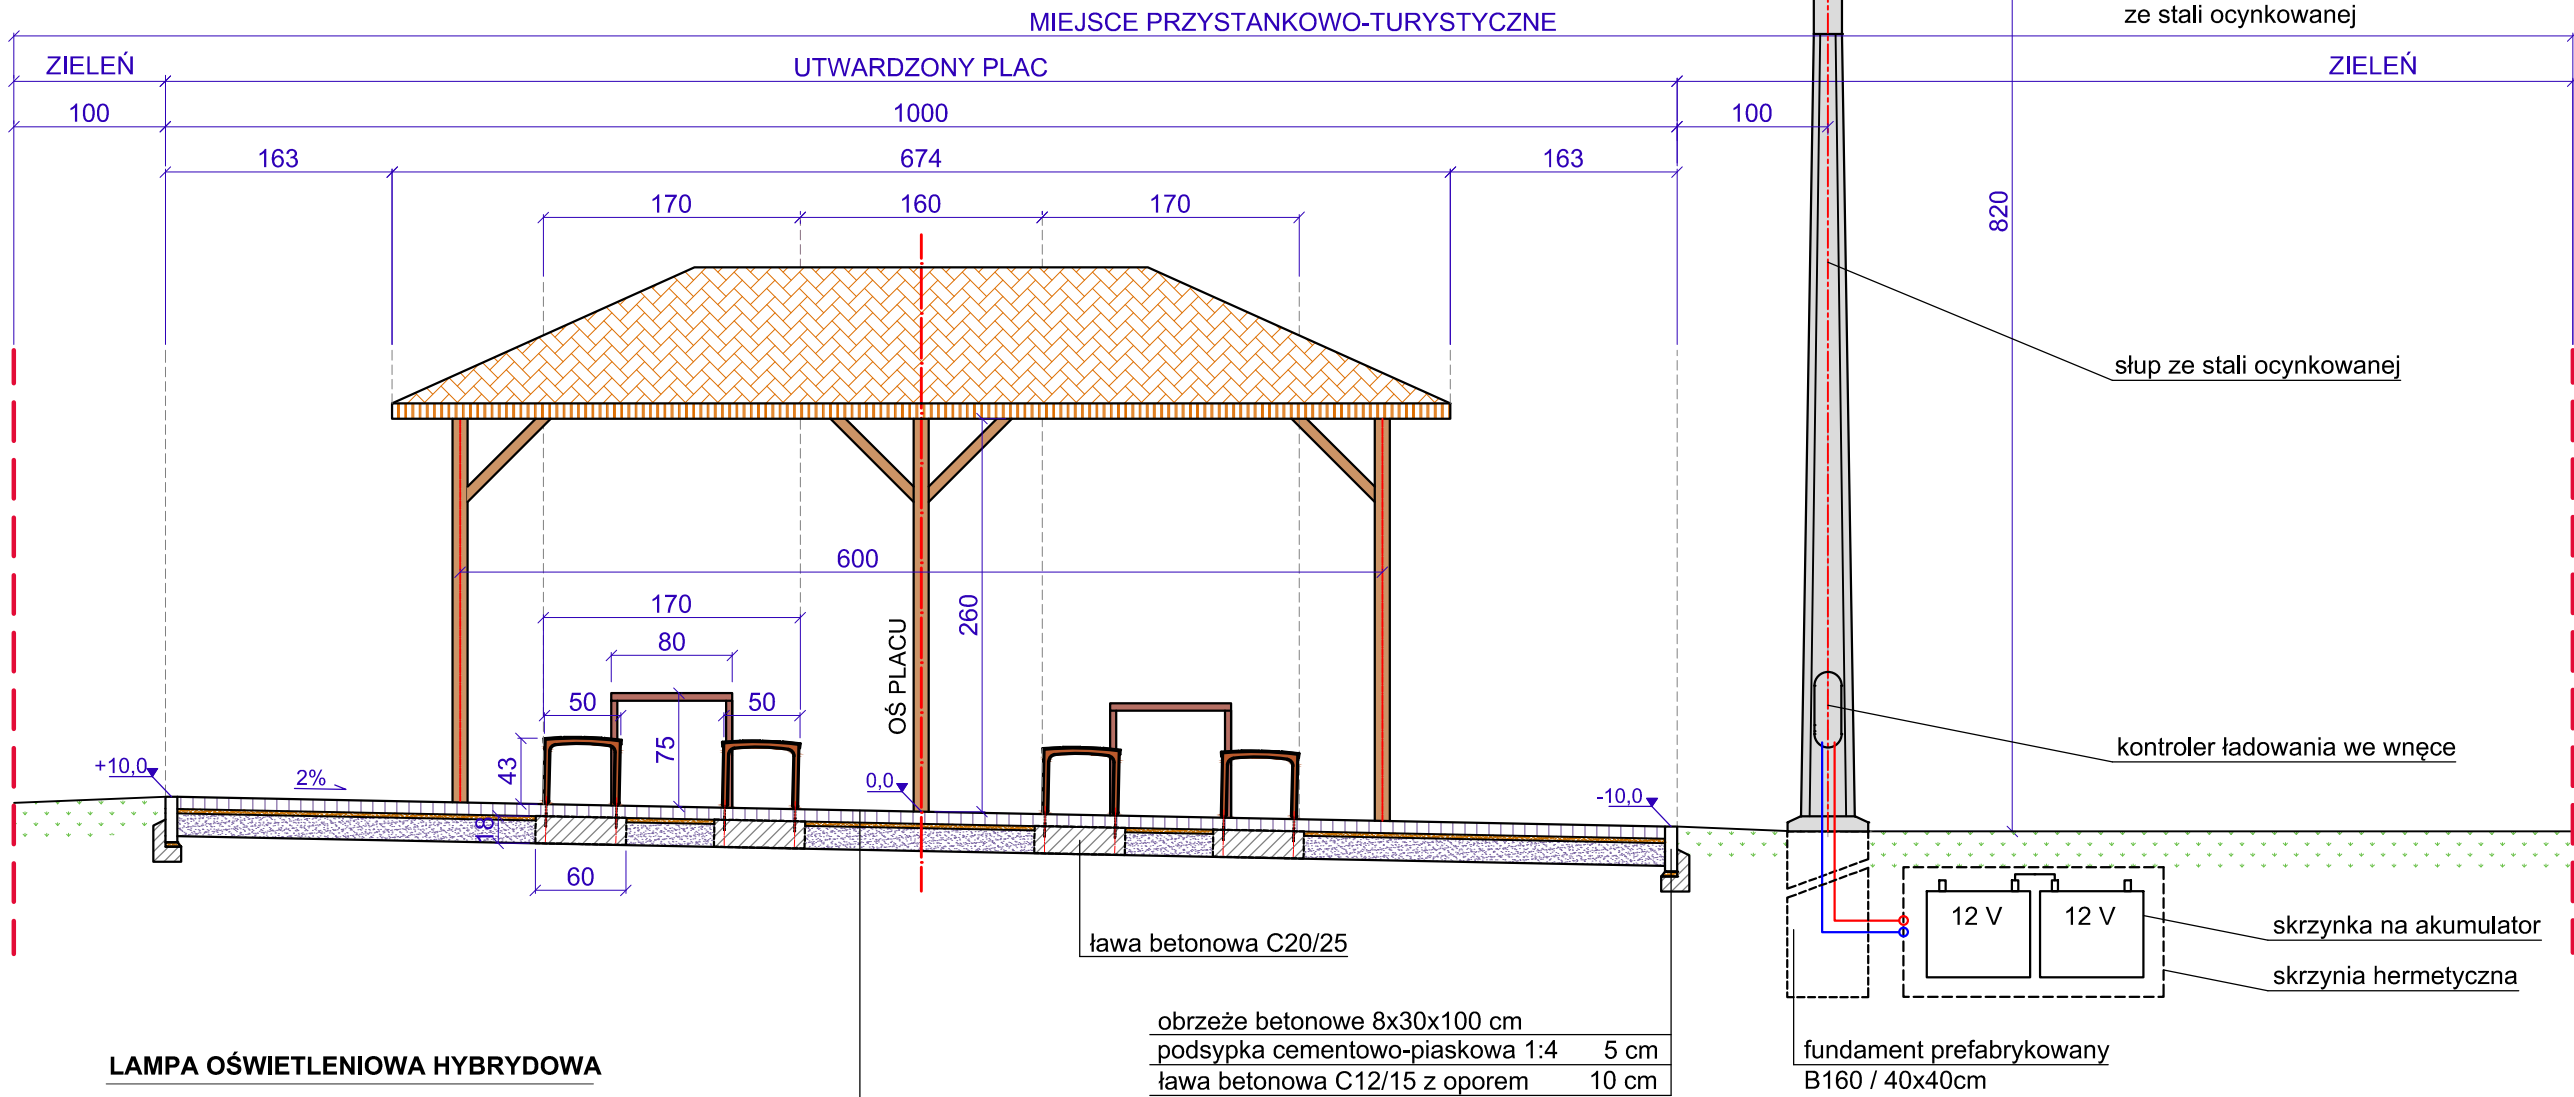 ze stali ocynkowanej
MIEJSCE PRZYSTANKOWO-TURYSTYCZNE
ZIELEŃ
UTWARDZONY PLAC
ZIELEŃ
100
1000
100
163
674
163
170
160
170
820
słup ze stali ocynkowanej
600
170
260
80
OŚ PLACU
50
50
75
43
kontroler ładowania we wnęce
+10,0
2%
0,0
-10,0
18
60
12 V
12 V
skrzynka na akumulator
ława betonowa C20/25
skrzynia hermetyczna
obrzeże betonowe 8x30x100 cm
podsypka cementowo-piaskowa 1:4 5 cm
ława betonowa C12/15 z oporem 10 cm
fundament prefabrykowany
B160 / 40x40cm
LAMPA OŚWIETLENIOWA HYBRYDOWA